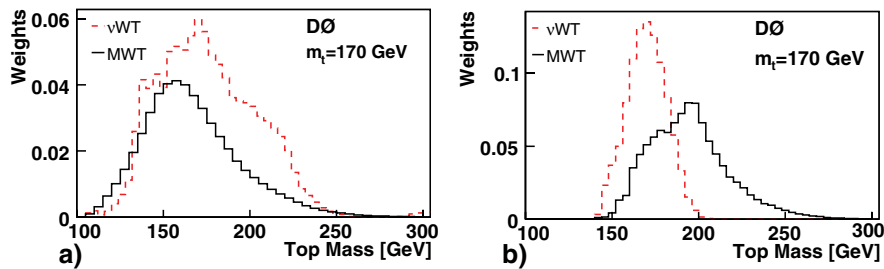 Weights
0.06
0.04
0.02
0
νWT
MWT
DØ
m_t=170 GeV
100
150
200
250
300
Top Mass [GeV]
a)
Weights
0.1
0.05
0
νWT
MWT
DØ
m_t=170 GeV
100
150
200
250
300
Top Mass [GeV]
b)